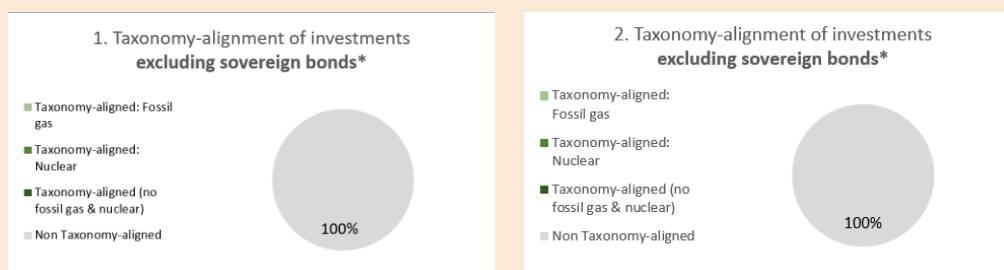 1. Taxonomy-alignment of investments
excluding sovereign bonds*
Taxonomy-aligned: Fossil
gas
Taxonomy-aligned:
Nuclear
Taxonomy-aligned (no
fossil gas & nuclear)
Non Taxonomy-aligned
100%
2. Taxonomy-alignment of investments
excluding sovereign bonds*
Taxonomy-aligned:
Fossil gas
Taxonomy-aligned:
Nuclear
Taxonomy-aligned (no
fossil gas & nuclear)
Non Taxonomy-aligned
100%